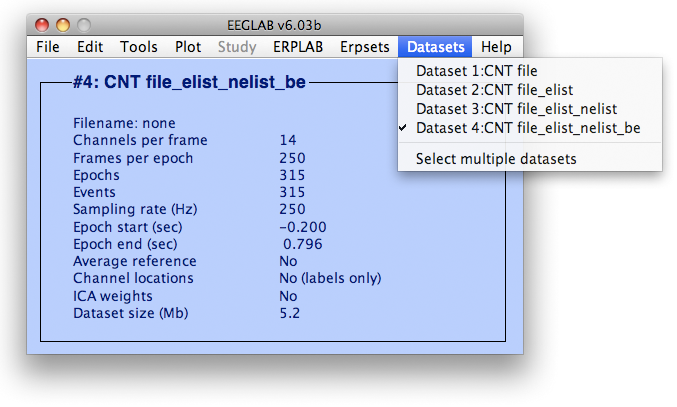 EEGLAB v6.03b
File Edit Tools Plot Study ERPLAB Erpsets Datasets Help
Dataset 1:CNT file
Dataset 2:CNT file_elist
Dataset 3:CNT file_elist_nelist
✓ Dataset 4:CNT file_elist_nelist_be
Select multiple datasets
#4: CNT file_elist_nelist_be
Filename: none
Channels per frame 14
Frames per epoch 250
Epochs 315
Events 315
Sampling rate (Hz) 250
Epoch start (sec) -0.200
Epoch end (sec) 0.796
Average reference No
Channel locations No (labels only)
ICA weights No
Dataset size (Mb) 5.2